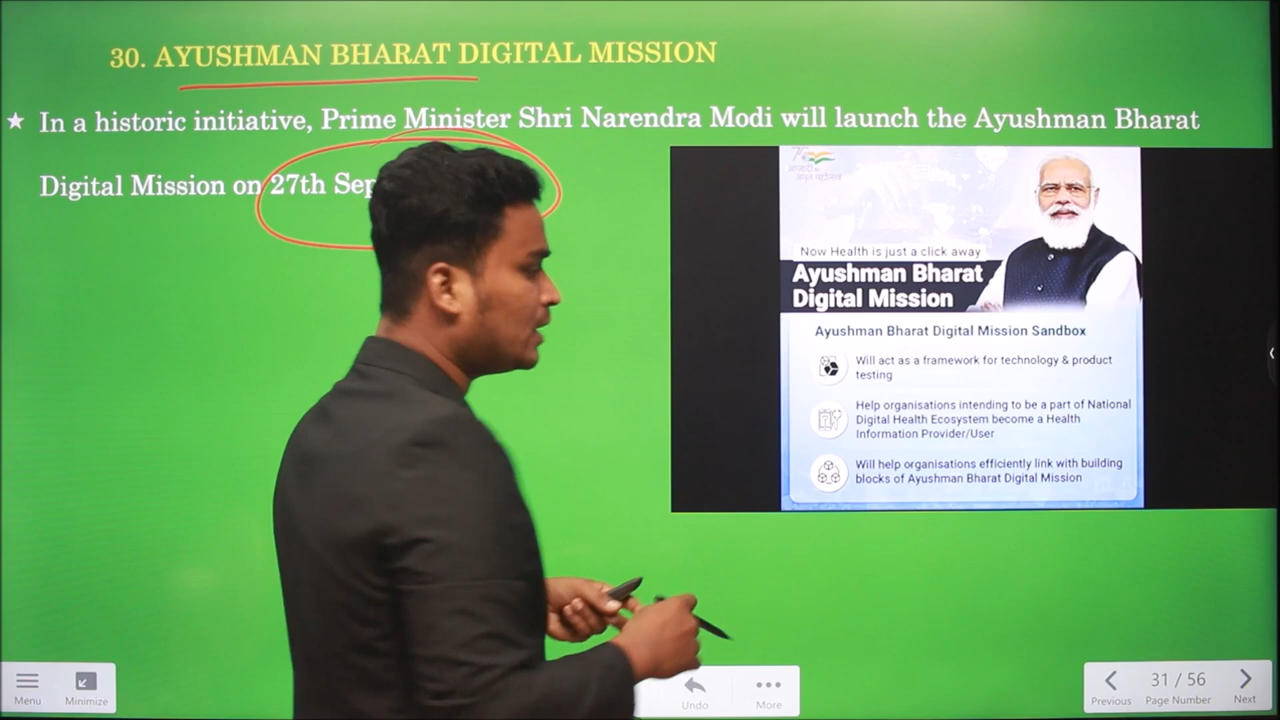 30. AYUSHMAN BHARAT DIGITAL MISSION
★ In a historic initiative, Prime Minister Shri Narendra Modi will launch the Ayushman Bharat
Digital Mission on 27th Sep
Now Health is just a click away
Ayushman Bharat
Digital Mission
Ayushman Bharat Digital Mission Sandbox
Will act as a framework for technology & product
testing
Help organisations intending to be a part of National
Digital Health Ecosystem become a Health
Information Provider/User
Will help organisations efficiently link with building
blocks of Ayushman Bharat Digital Mission
Menu
Minimize
Undo
More
31 / 56
Previous
Page Number
Next